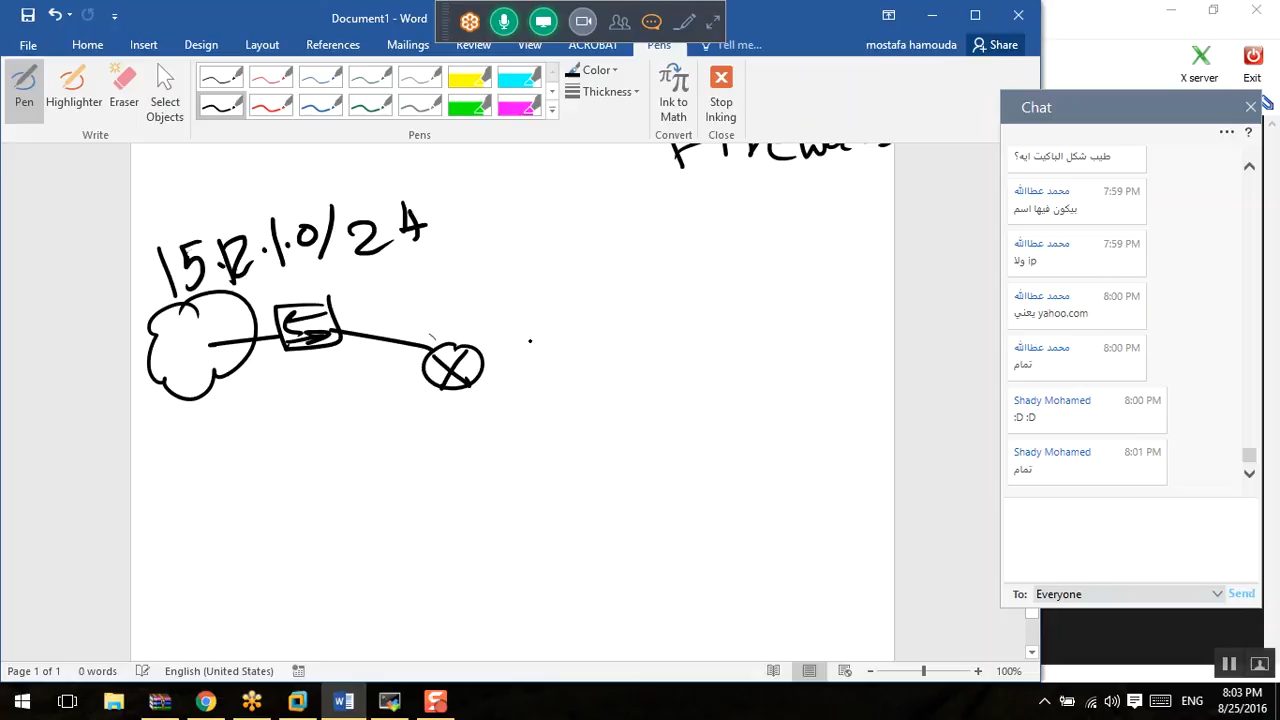 Document1 - Word
File
Home
Insert
Design
Layout
References
Mailings
Review
View
ACROBAT
Pens
Tell me...
mostafa hamouda
Share
Pen
Highlighter
Eraser
Select Objects
Color
Thickness
Ink to Math
Stop Inking
Write
Pens
Convert
Close
X server
Exit
Chat
طيب شكل الباكيت ايه؟
محمد عطاالله 7:59 PM
بيكون فيها اسم
محمد عطاالله 7:59 PM
ولا ip
محمد عطاالله 8:00 PM
يعني yahoo.com
محمد عطاالله 8:00 PM
تمام
Shady Mohamed 8:00 PM
:D :D
Shady Mohamed 8:01 PM
تمام
To: Everyone
Send
Page 1 of 1
0 words
English (United States)
100%
ENG
8:03 PM
8/25/2016